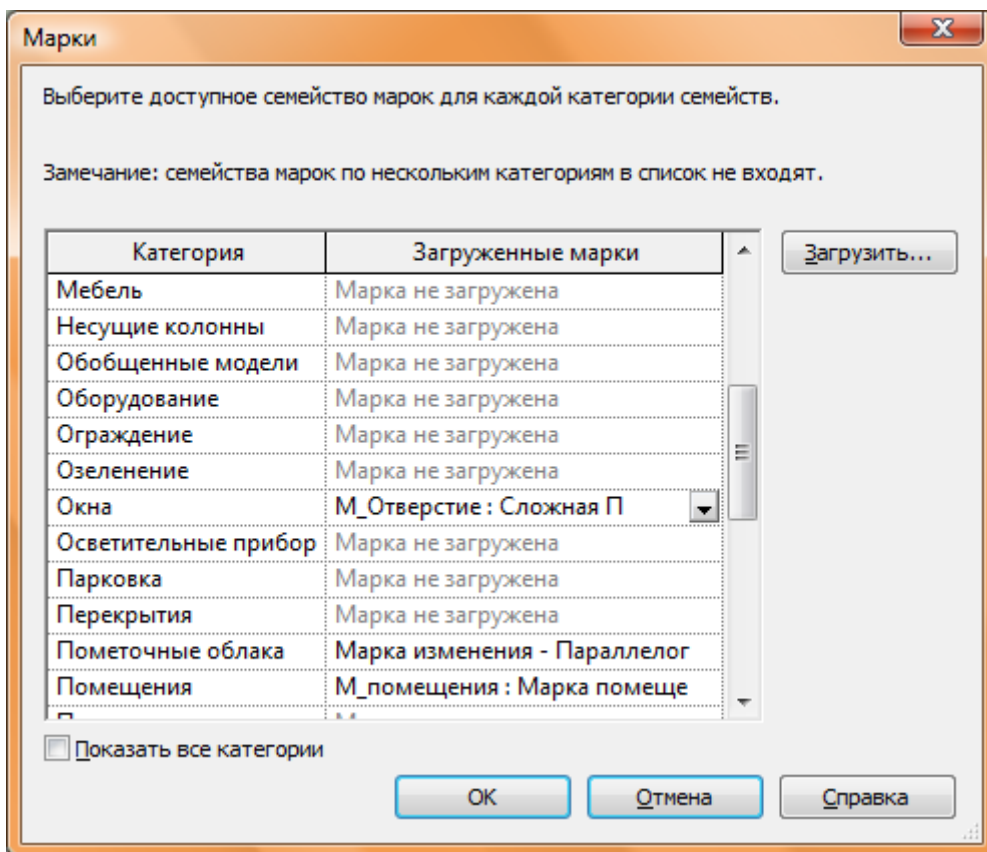 Марки
Выберите доступное семейство марок для каждой категории семейств.
Замечание: семейства марок по нескольким категориям в список не входят.
Категория Загруженные марки Загрузить...
Мебель Марка не загружена
Несущие колонны Марка не загружена
Обобщенные модели Марка не загружена
Оборудование Марка не загружена
Ограждение Марка не загружена
Озеленение Марка не загружена
Окна М_Отверстие : Сложная П
Осветительные прибор Марка не загружена
Парковка Марка не загружена
Перекрытия Марка не загружена
Пометочные облака Марка изменения - Параллелог
Помещения М_помещения : Марка помеще
Показать все категории
OK Отмена Справка